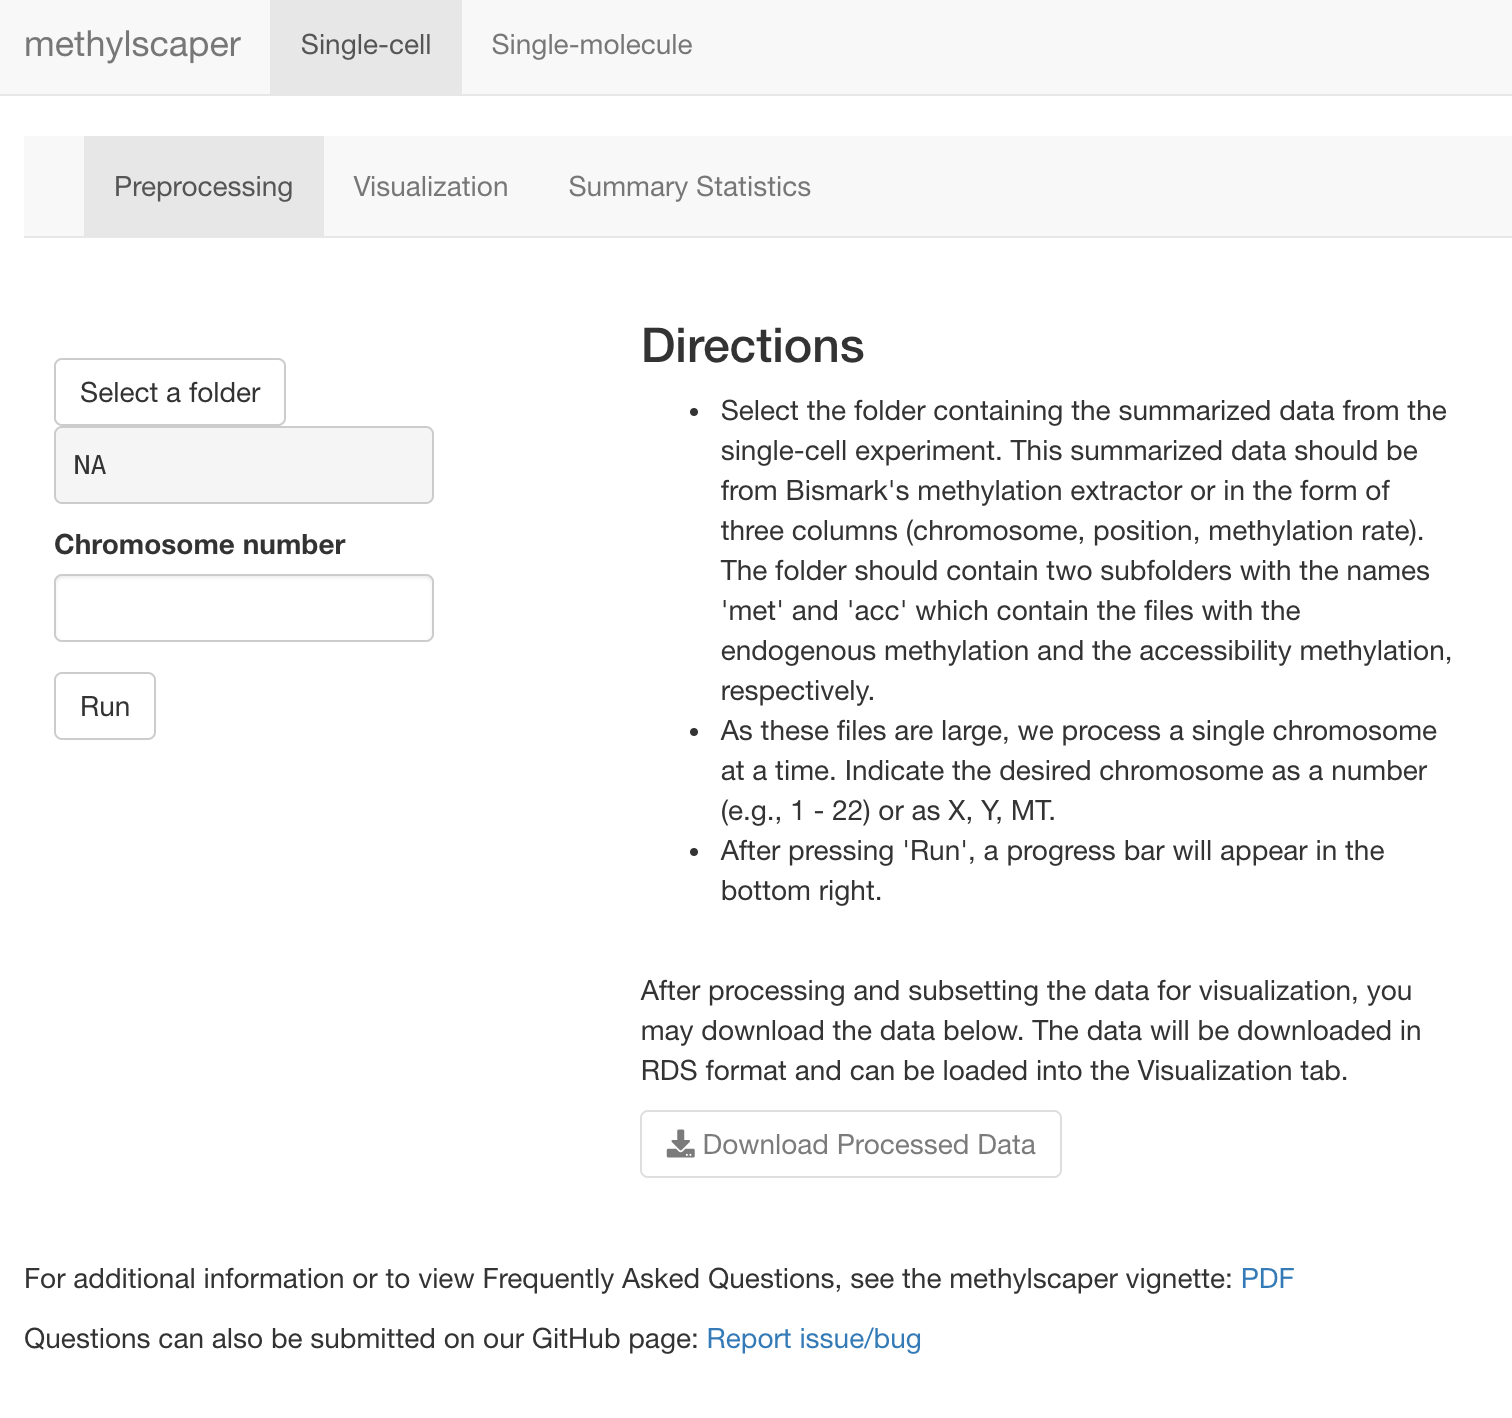 methylscaper Single-cell Single-molecule
Preprocessing Visualization Summary Statistics
Select a folder
NA
Chromosome number
Run
Directions
• Select the folder containing the summarized data from the
single-cell experiment. This summarized data should be
from Bismark's methylation extractor or in the form of
three columns (chromosome, position, methylation rate).
The folder should contain two subfolders with the names
'met' and 'acc' which contain the files with the
endogenous methylation and the accessibility methylation,
respectively.
• As these files are large, we process a single chromosome
at a time. Indicate the desired chromosome as a number
(e.g., 1 - 22) or as X, Y, MT.
• After pressing 'Run', a progress bar will appear in the
bottom right.
After processing and subsetting the data for visualization, you
may download the data below. The data will be downloaded in
RDS format and can be loaded into the Visualization tab.
Download Processed Data
For additional information or to view Frequently Asked Questions, see the methylscaper vignette: PDF
Questions can also be submitted on our GitHub page: Report issue/bug